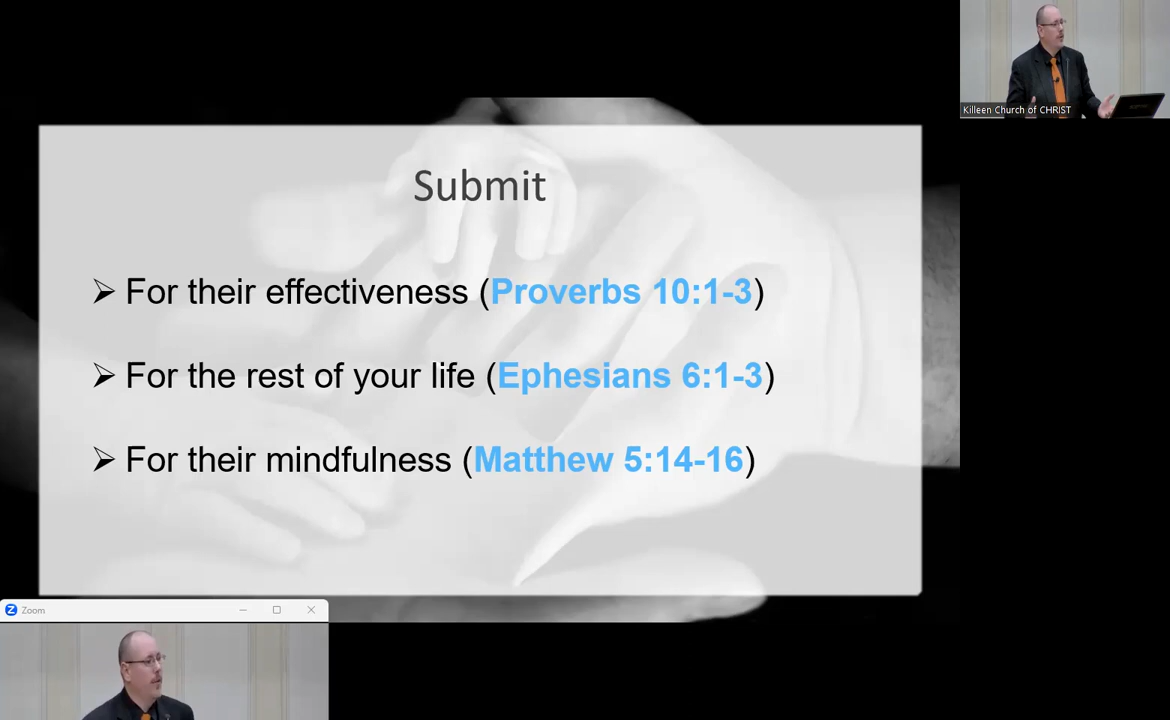 Submit
➢ For their effectiveness (Proverbs 10:1-3)
➢ For the rest of your life (Ephesians 6:1-3)
➢ For their mindfulness (Matthew 5:14-16)
Killeen Church of CHRIST
Z Zoom